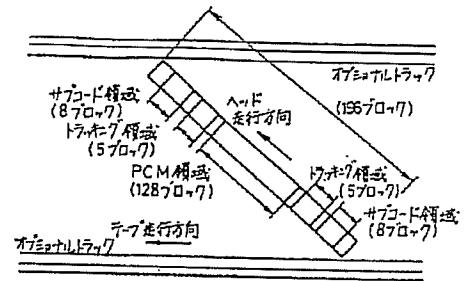 オプショナルトラック
(196ブロック)
サブコード領域
(8ブロック)
トラッキング領域
(5ブロック)
PCM領域
(128ブロック)
ヘッド
走行方向
トラッキング領域
(5ブロック)
サブコード領域
(8ブロック)
テープ走行方向
オプショナルトラック